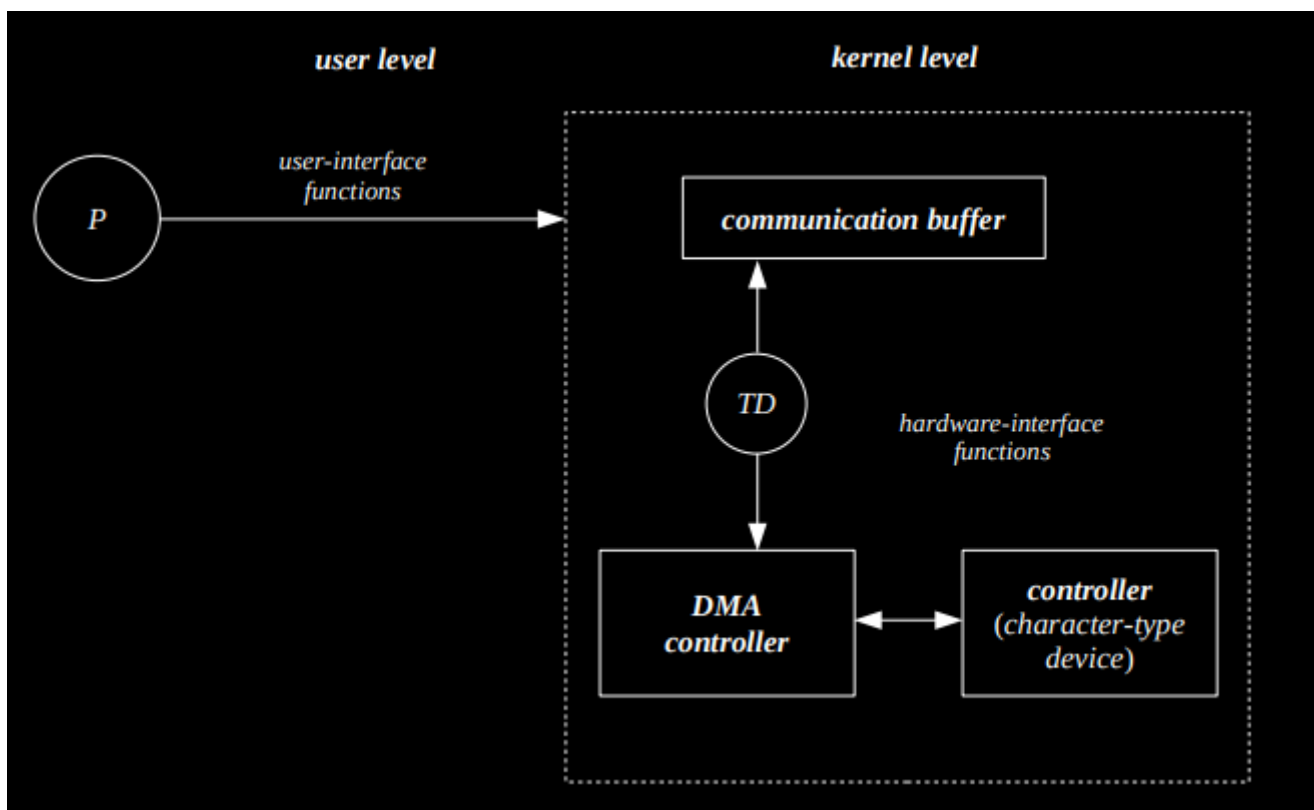 user level
kernel level
user-interface
functions
P
communication buffer
TD
hardware-interface
functions
DMA
controller
controller
(character-type
device)